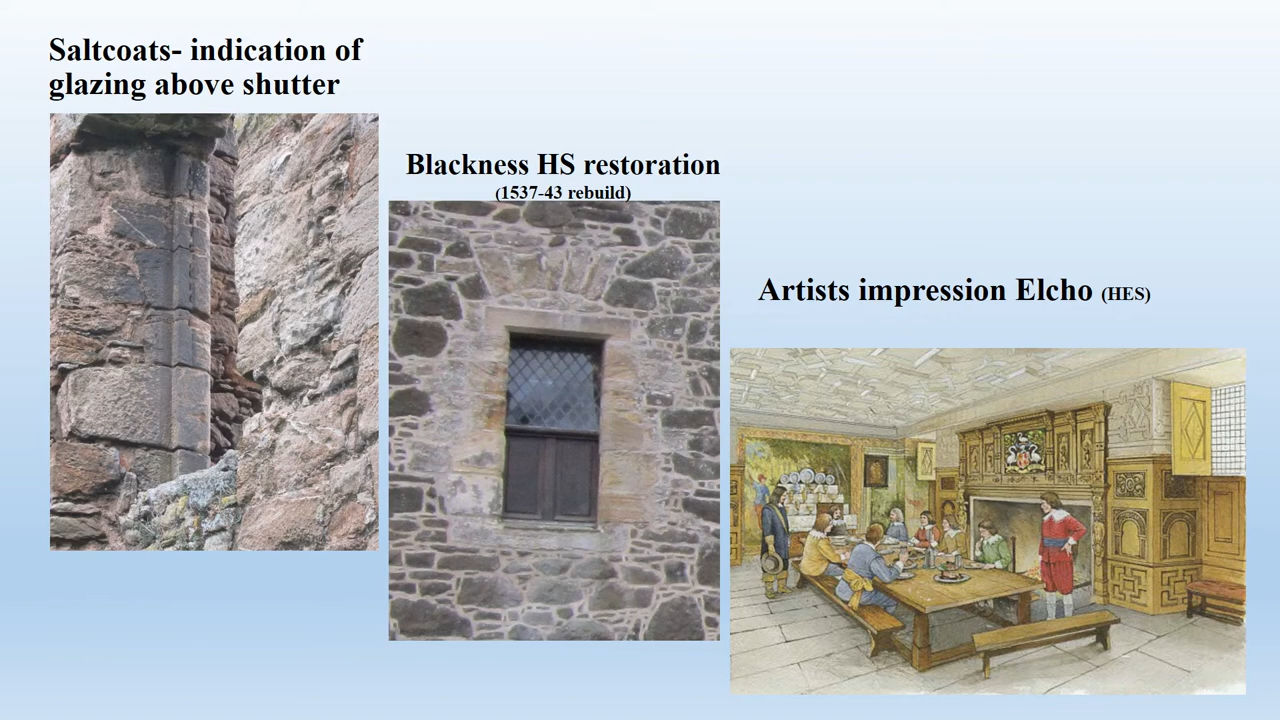 Saltcoats- indication of
glazing above shutter
Blackness HS restoration
(1537-43 rebuild)
Artists impression Elcho (HES)